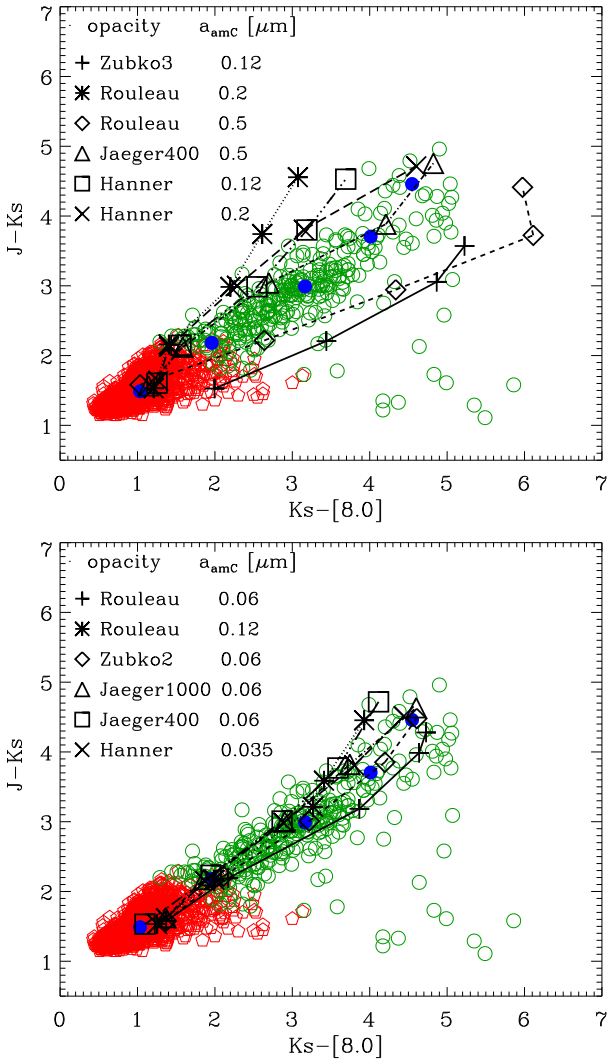 7
opacity a_amC [μm]
Zubko3 0.12
6
Rouleau 0.2
Rouleau 0.5
5
Jaeger400 0.5
Hanner 0.12
4
Hanner 0.2
J-Ks
3
2
1
0 1 2 3 4 5 6 7
Ks-[8.0]
7
opacity a_amC [μm]
Rouleau 0.06
6
Rouleau 0.12
Zubko2 0.06
5
Jaeger1000 0.06
Jaeger400 0.06
4
Hanner 0.035
J-Ks
3
2
1
0 1 2 3 4 5 6 7
Ks-[8.0]